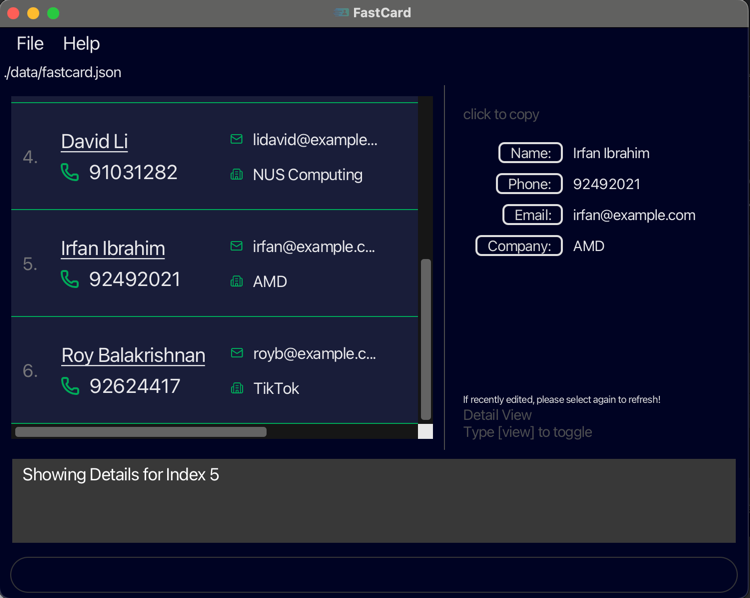 FastCard
File Help
./data/fastcard.json
4.
David Li
91031282
lidavid@example...
NUS Computing
5.
Irfan Ibrahim
92492021
irfan@example.c...
AMD
6.
Roy Balakrishnan
92624417
royb@example.c...
TikTok
click to copy
Name: Irfan Ibrahim
Phone: 92492021
Email: irfan@example.com
Company: AMD
If recently edited, please select again to refresh!
Detail View
Type [view] to toggle
Showing Details for Index 5